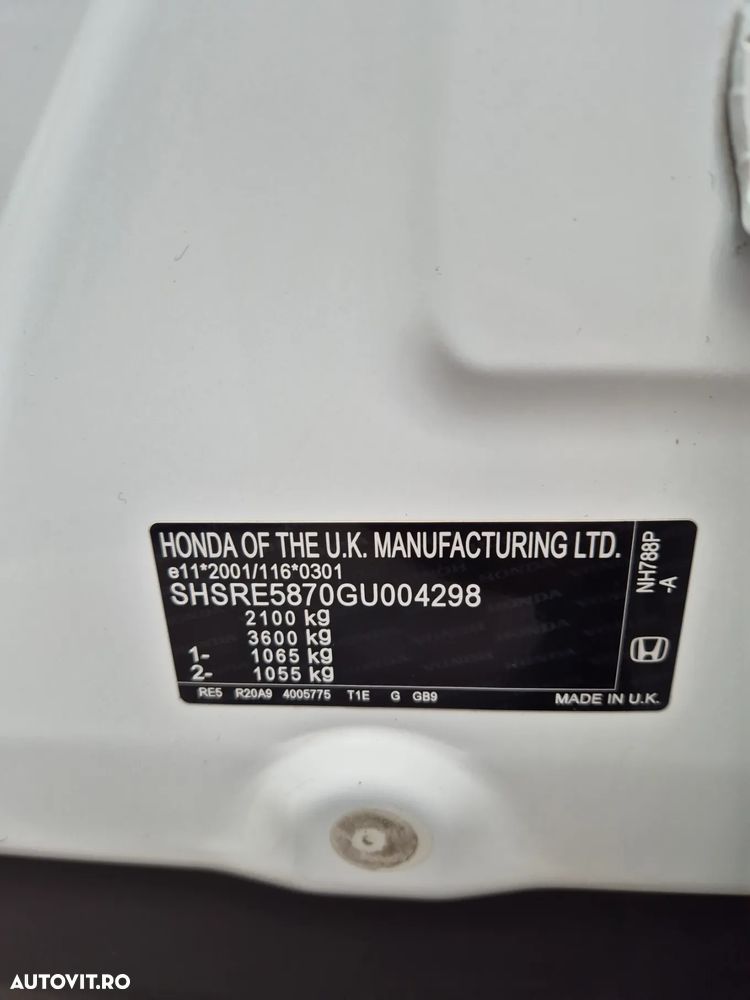 HONDA OF THE U.K. MANUFACTURING LTD.
e11*2001/116*0301
SHSRE5870GU004298
2100 kg
3600 kg
1- 1065 kg
2- 1055 kg
RE5 R20A9 4005775 T1E G GB9
MADE IN U.K.
NH788P
-A
AUTOVIT.RO